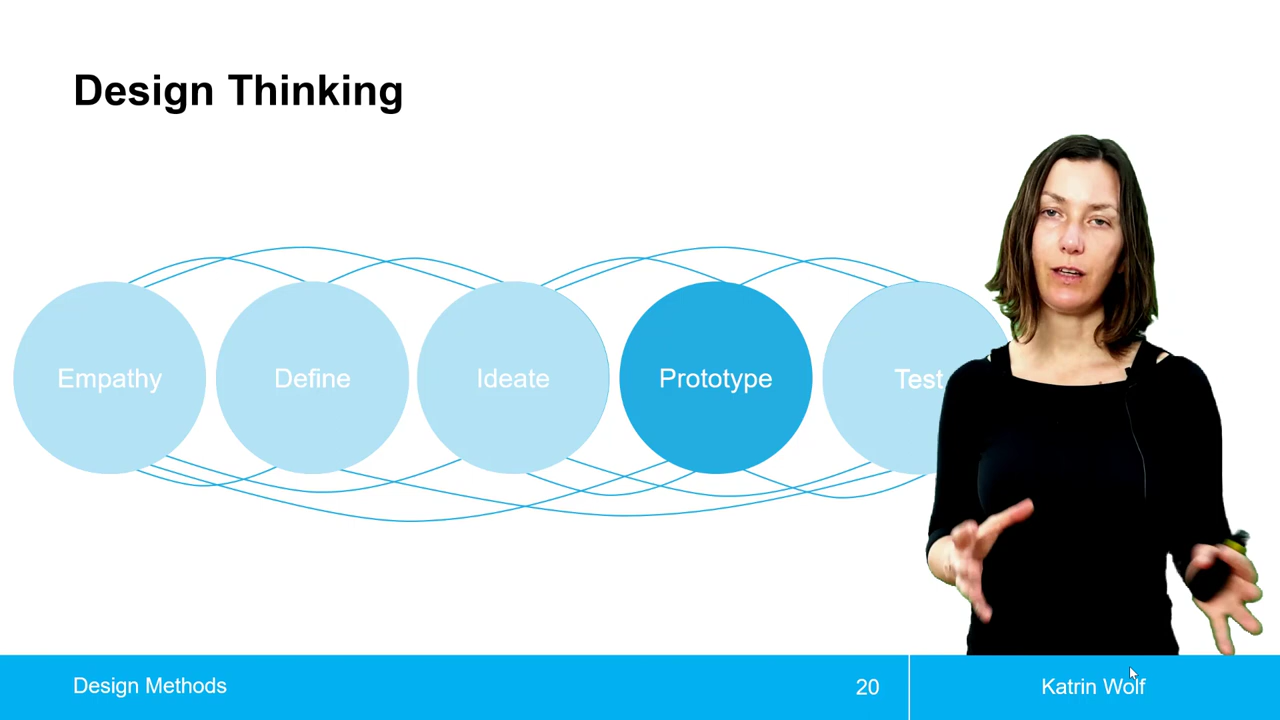 Design Thinking
Empathy
Define
Ideate
Prototype
Test
Design Methods
20
Katrin Wolf